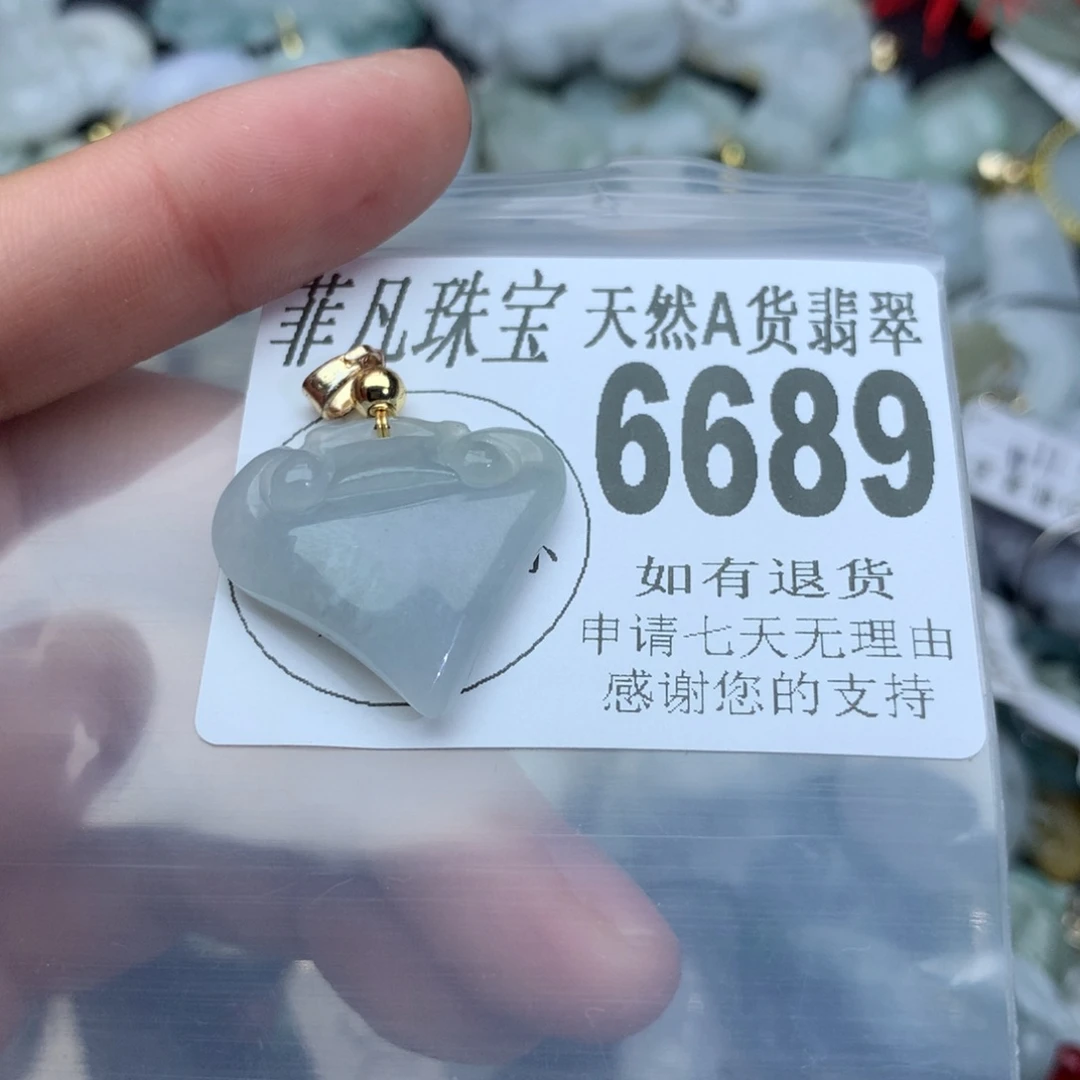 菲凡珠宝 天然A货翡翠
6689
如有退货
申请七天无理由
感谢您的支持